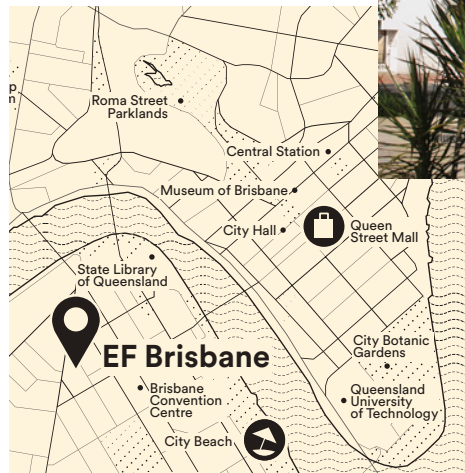 Roma Street
Parklands
Central Station
Museum of Brisbane
City Hall
Queen
Street Mall
State Library
of Queensland
EF Brisbane
City Botanic
Gardens
Brisbane
Convention
Centre
Queensland
University
of Technology
City Beach